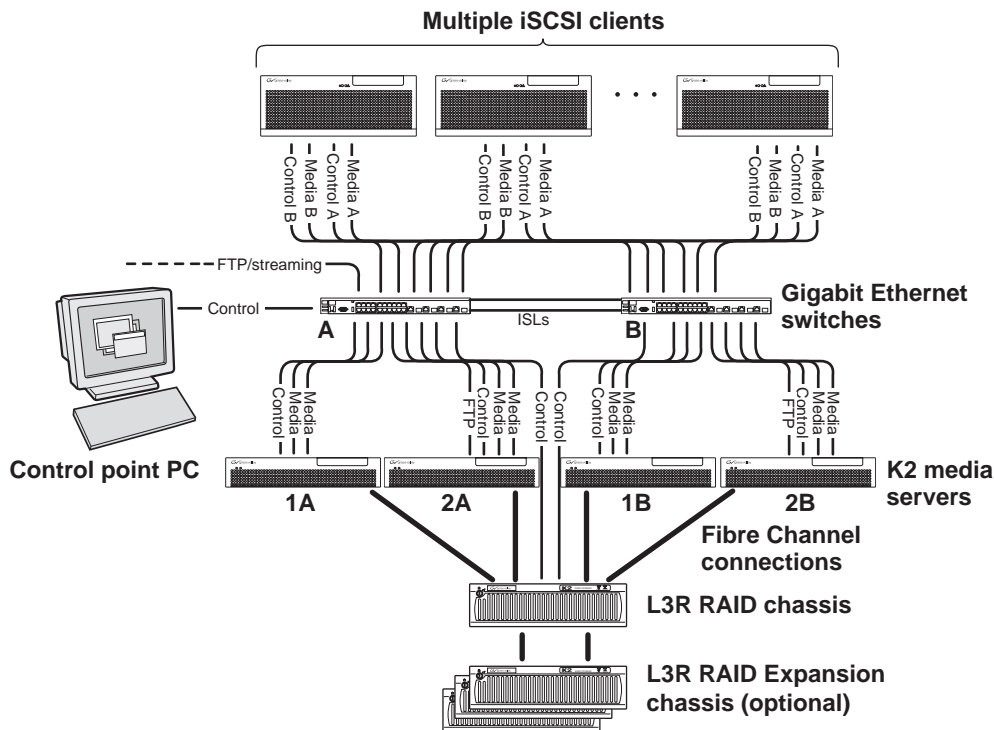 Multiple iSCSI clients
Control B
Media B
Control A
Media A
Control B
Media B
Control A
Media A
Control B
Media B
Control A
Media A
FTP/streaming
Control
A
ISLs
B
Gigabit Ethernet
switches
Control
Media
Media
FTP
Control
Media
Media
Control
Control
Control
Media
Media
FTP
Control
Media
Media
Control point PC
1A
2A
1B
2B
K2 media
servers
Fibre Channel
connections
K2
L3R RAID chassis
K2
L3R RAID Expansion
chassis (optional)